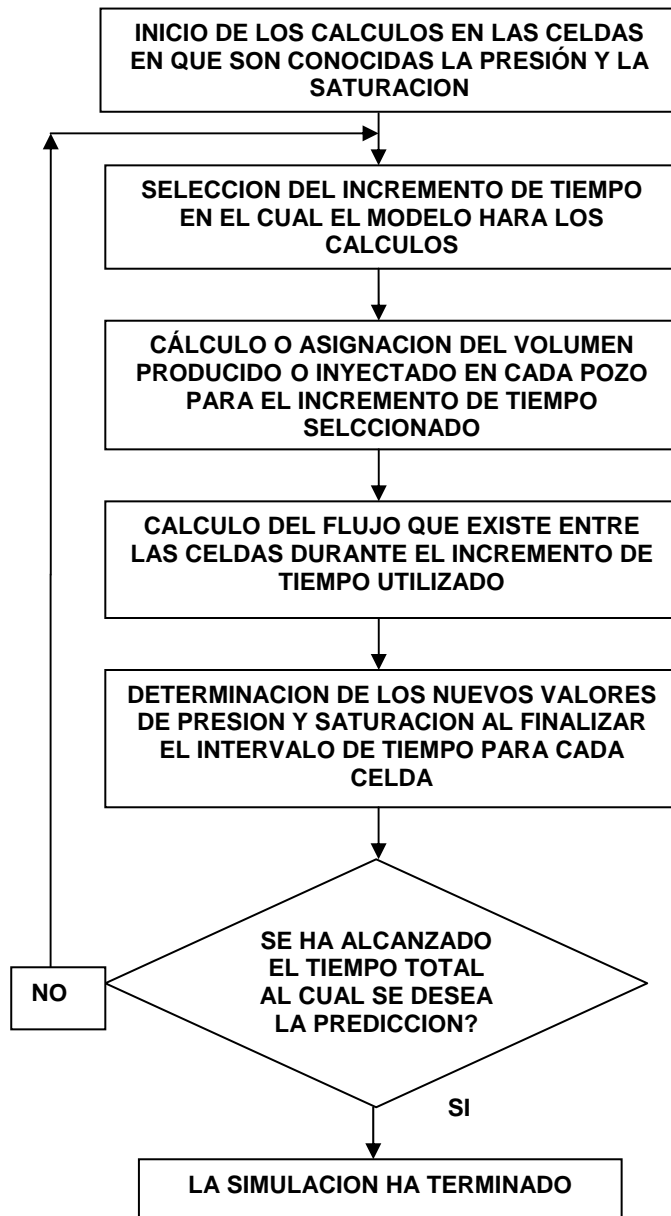 INICIO DE LOS CALCULOS EN LAS CELDAS
EN QUE SON CONOCIDAS LA PRESIÓN Y LA
SATURACION
SELECCION DEL INCREMENTO DE TIEMPO
EN EL CUAL EL MODELO HARA LOS
CALCULOS
CÁLCULO O ASIGNACION DEL VOLUMEN
PRODUCIDO O INYECTADO EN CADA POZO
PARA EL INCREMENTO DE TIEMPO
SELCCIONADO
CALCULO DEL FLUJO QUE EXISTE ENTRE
LAS CELDAS DURANTE EL INCREMENTO DE
TIEMPO UTILIZADO
DETERMINACION DE LOS NUEVOS VALORES
DE PRESION Y SATURACION AL FINALIZAR
EL INTERVALO DE TIEMPO PARA CADA
CELDA
SE HA ALCANZADO
EL TIEMPO TOTAL
AL CUAL SE DESEA
LA PREDICCION?
NO
SI
LA SIMULACION HA TERMINADO